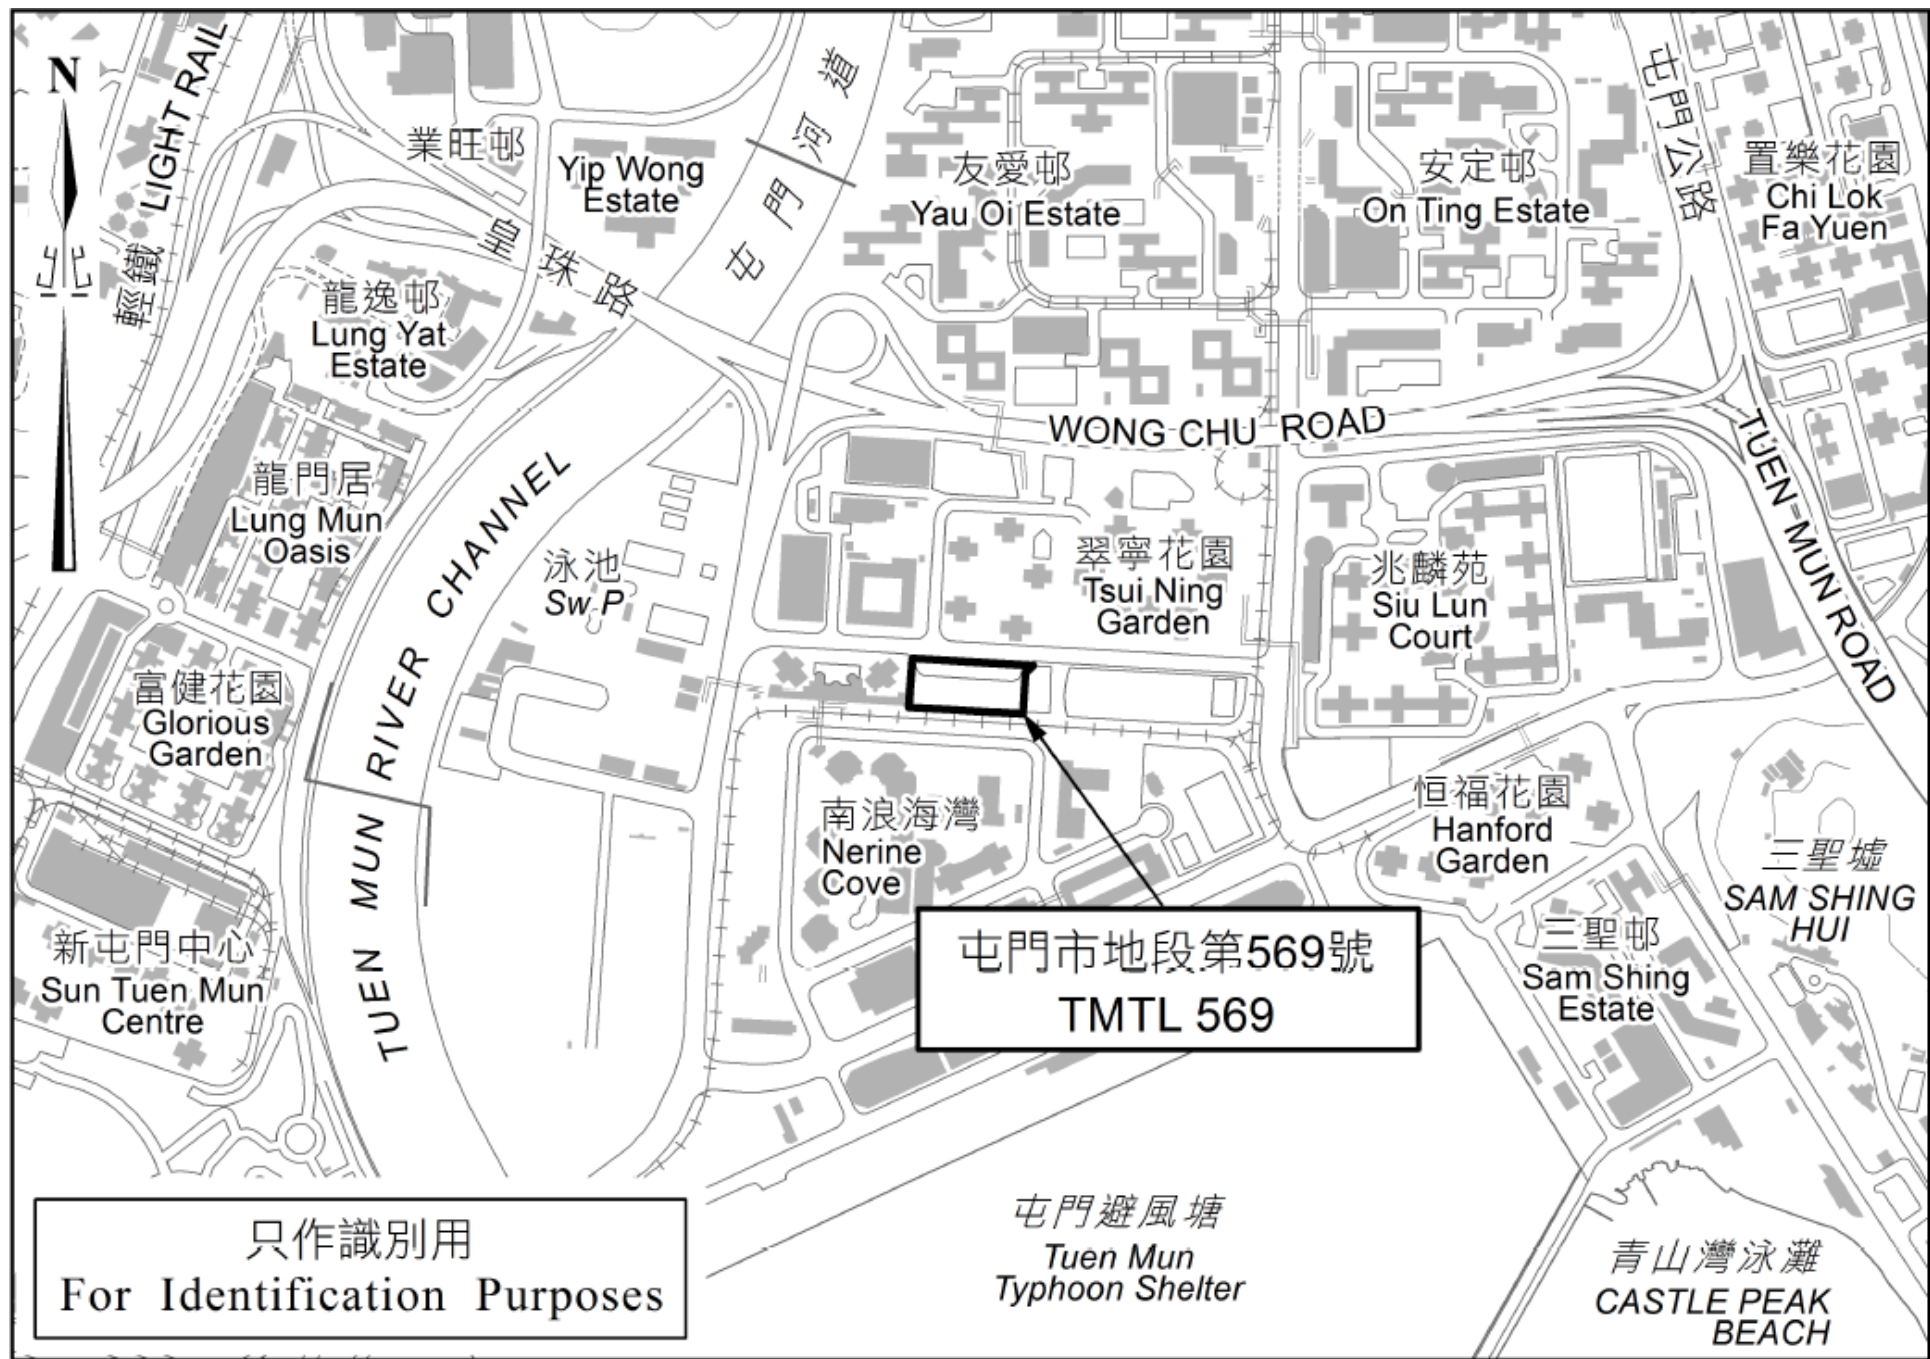 N
LIGHT RAIL
輕鐵
業旺邨
Yip Wong
Estate
屯門河道
友愛邨
Yau Oi Estate
安定邨
On Ting Estate
屯門公路
置樂花園
Chi Lok
Fa Yuen
皇珠路
龍逸邨
Lung Yat
Estate
WONG CHU ROAD
TUEN MUN ROAD
龍門居
Lung Mun
Oasis
TUEN MUN RIVER CHANNEL
泳池
Sw P
翠寧花園
Tsui Ning
Garden
兆麟苑
Siu Lun
Court
富健花園
Glorious
Garden
南浪海灣
Nerine
Cove
恒福花園
Hanford
Garden
三聖墟
SAM SHING
HUI
新屯門中心
Sun Tuen Mun
Centre
屯門市地段第569號
TMTL 569
三聖邨
Sam Shing
Estate
屯門避風塘
Tuen Mun
Typhoon Shelter
青山灣泳灘
CASTLE PEAK
BEACH
只作識別用
For Identification Purposes